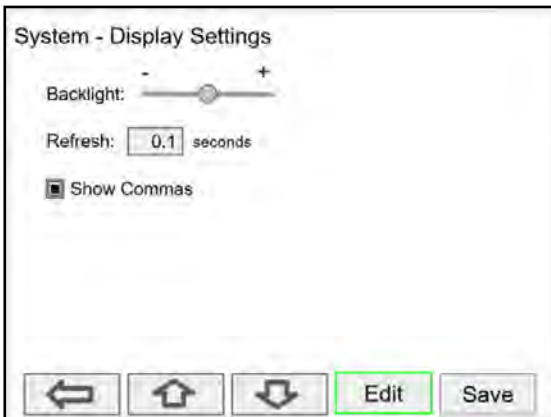 System - Display Settings
- +
Backlight:
Refresh: 0.1 seconds
Show Commas
Edit Save